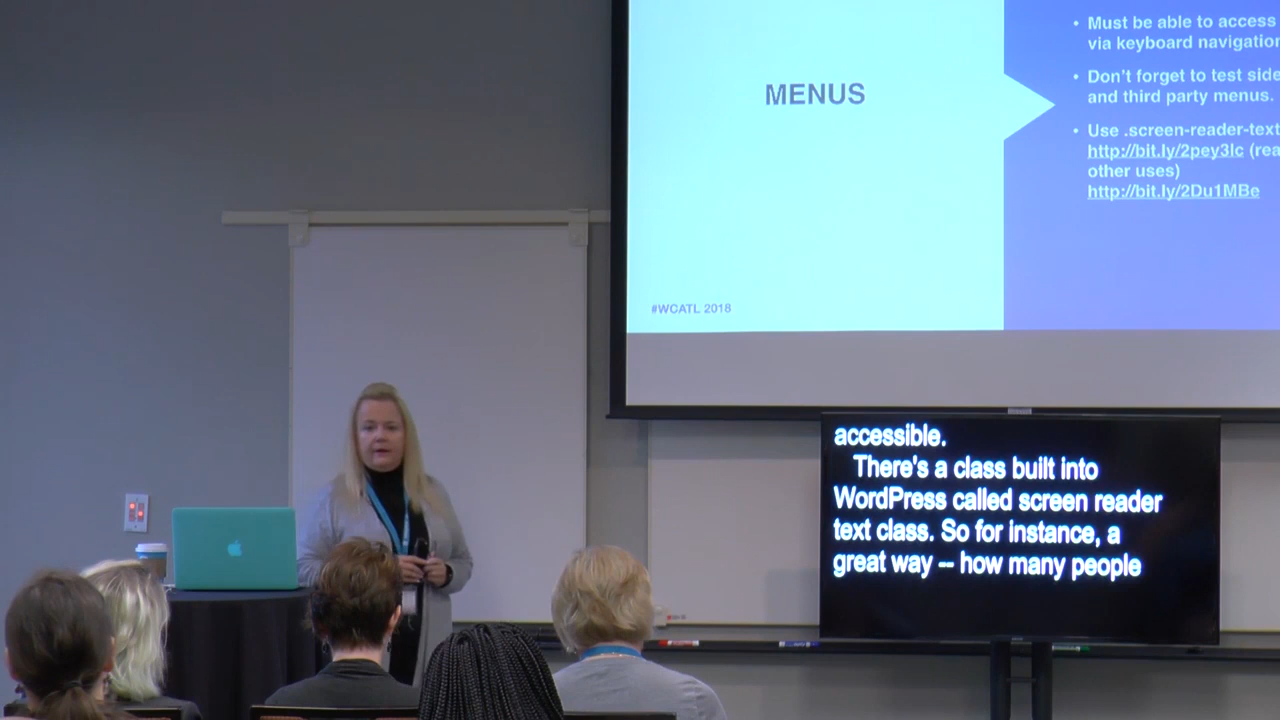 MENUS
• Must be able to access
via keyboard navigation
• Don't forget to test side
and third party menus.
• Use .screen-reader-text
http://bit.ly/2pey3lc (rea
other uses)
http://bit.ly/2Du1MBe
#WCATL 2018
accessible.
There's a class built into
WordPress called screen reader
text class. So for instance, a
great way -- how many people